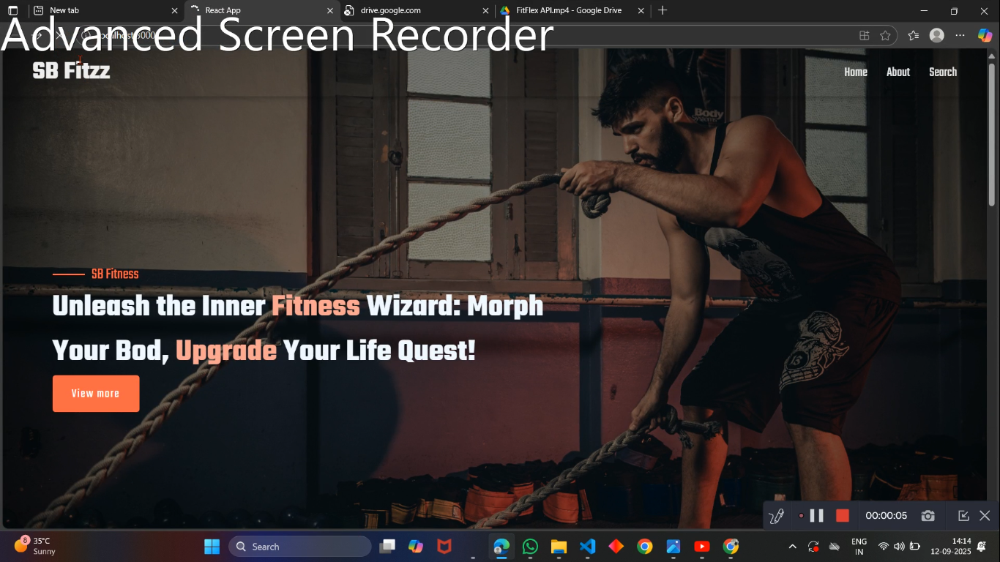 New tab
React App
drive.google.com
FitFlex API.mp4 - Google Drive
Advanced Screen Recorder
SB Fitzz
Home
About
Search
Body
SB Fitness
Unleash the Inner Fitness Wizard: Morph
Your Bod, Upgrade Your Life Quest!
View more
13
00:00:05
8
35°C
Sunny
Search
ENG
IN
14:14
12-09-2025